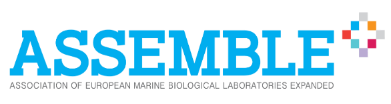 ASSEMBLE
ASSOCIATION OF EUROPEAN MARINE BIOLOGICAL LABORATORIES EXPANDED